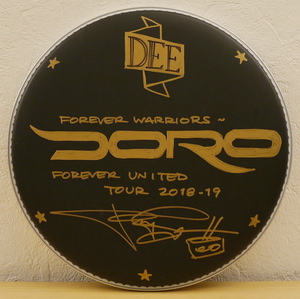 DEE
FOREVER WARRIORS ~
DORO
FOREVER UNITED
TOUR 2018-19